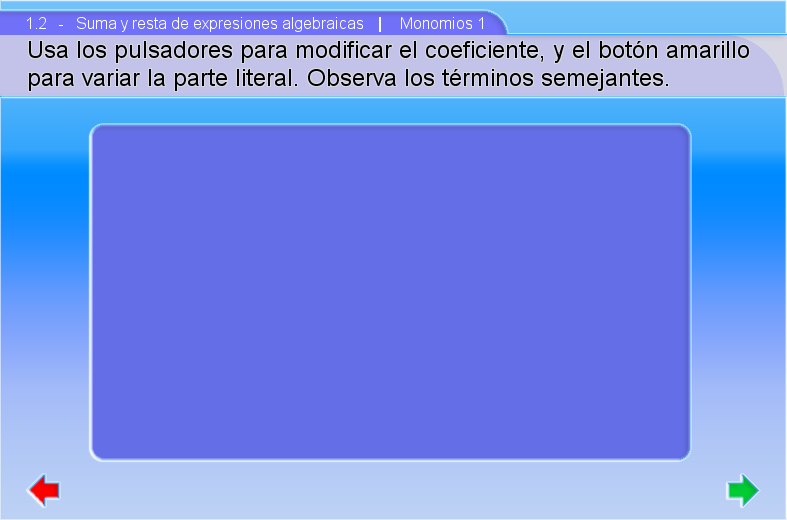 1.2 - Suma y resta de expresiones algebraicas | Monomios 1
Usa los pulsadores para modificar el coeficiente, y el botón amarillo
para variar la parte literal. Observa los términos semejantes.